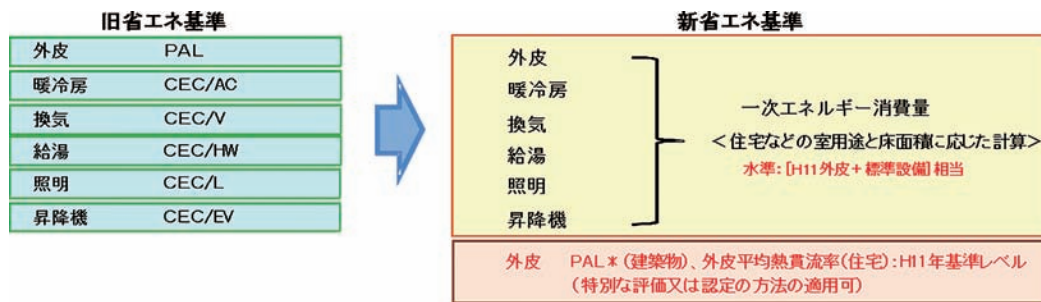 旧省エネ基準
外皮 PAL
暖冷房 CEC/AC
換気 CEC/V
給湯 CEC/HW
照明 CEC/L
昇降機 CEC/EV
新省エネ基準
外皮
暖冷房
換気
給湯
照明
昇降機
一次エネルギー消費量
<住宅などの室用途と床面積に応じた計算>
水準:[H11外皮+標準設備]相当
外皮 PAL*(建築物)、外皮平均熱貫流率(住宅):H11年基準レベル
(特別な評価又は認定の方法の適用可)